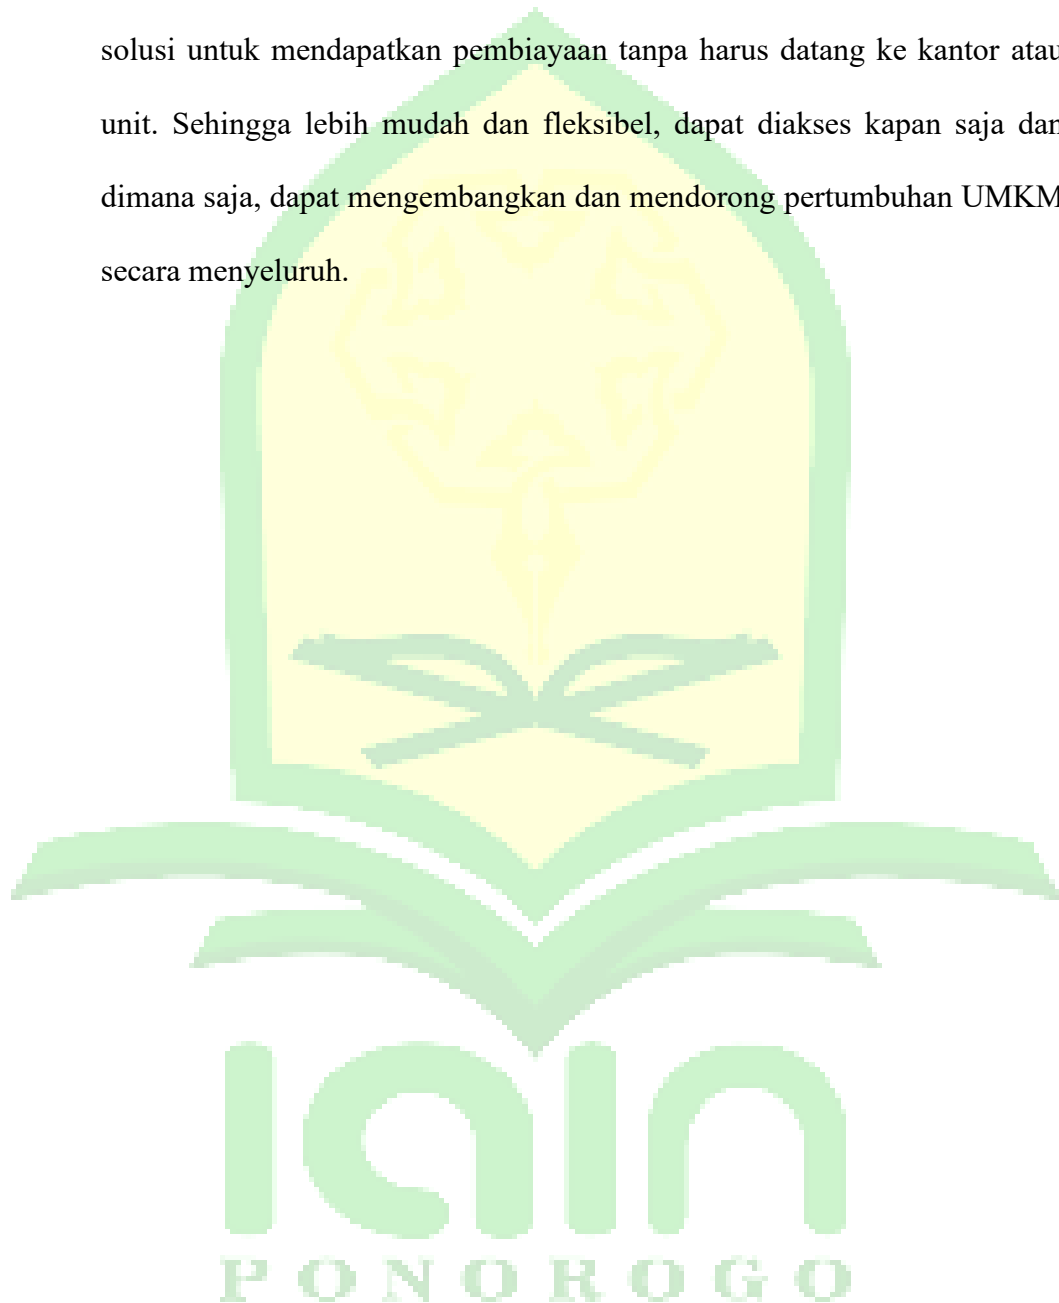 solusi untuk mendapatkan pembiayaan tanpa harus datang ke kantor atau
unit. Sehingga lebih mudah dan fleksibel, dapat diakses kapan saja dan
dimana saja, dapat mengembangkan dan mendorong pertumbuhan UMKM
secara menyeluruh.
iain
PONOROGO